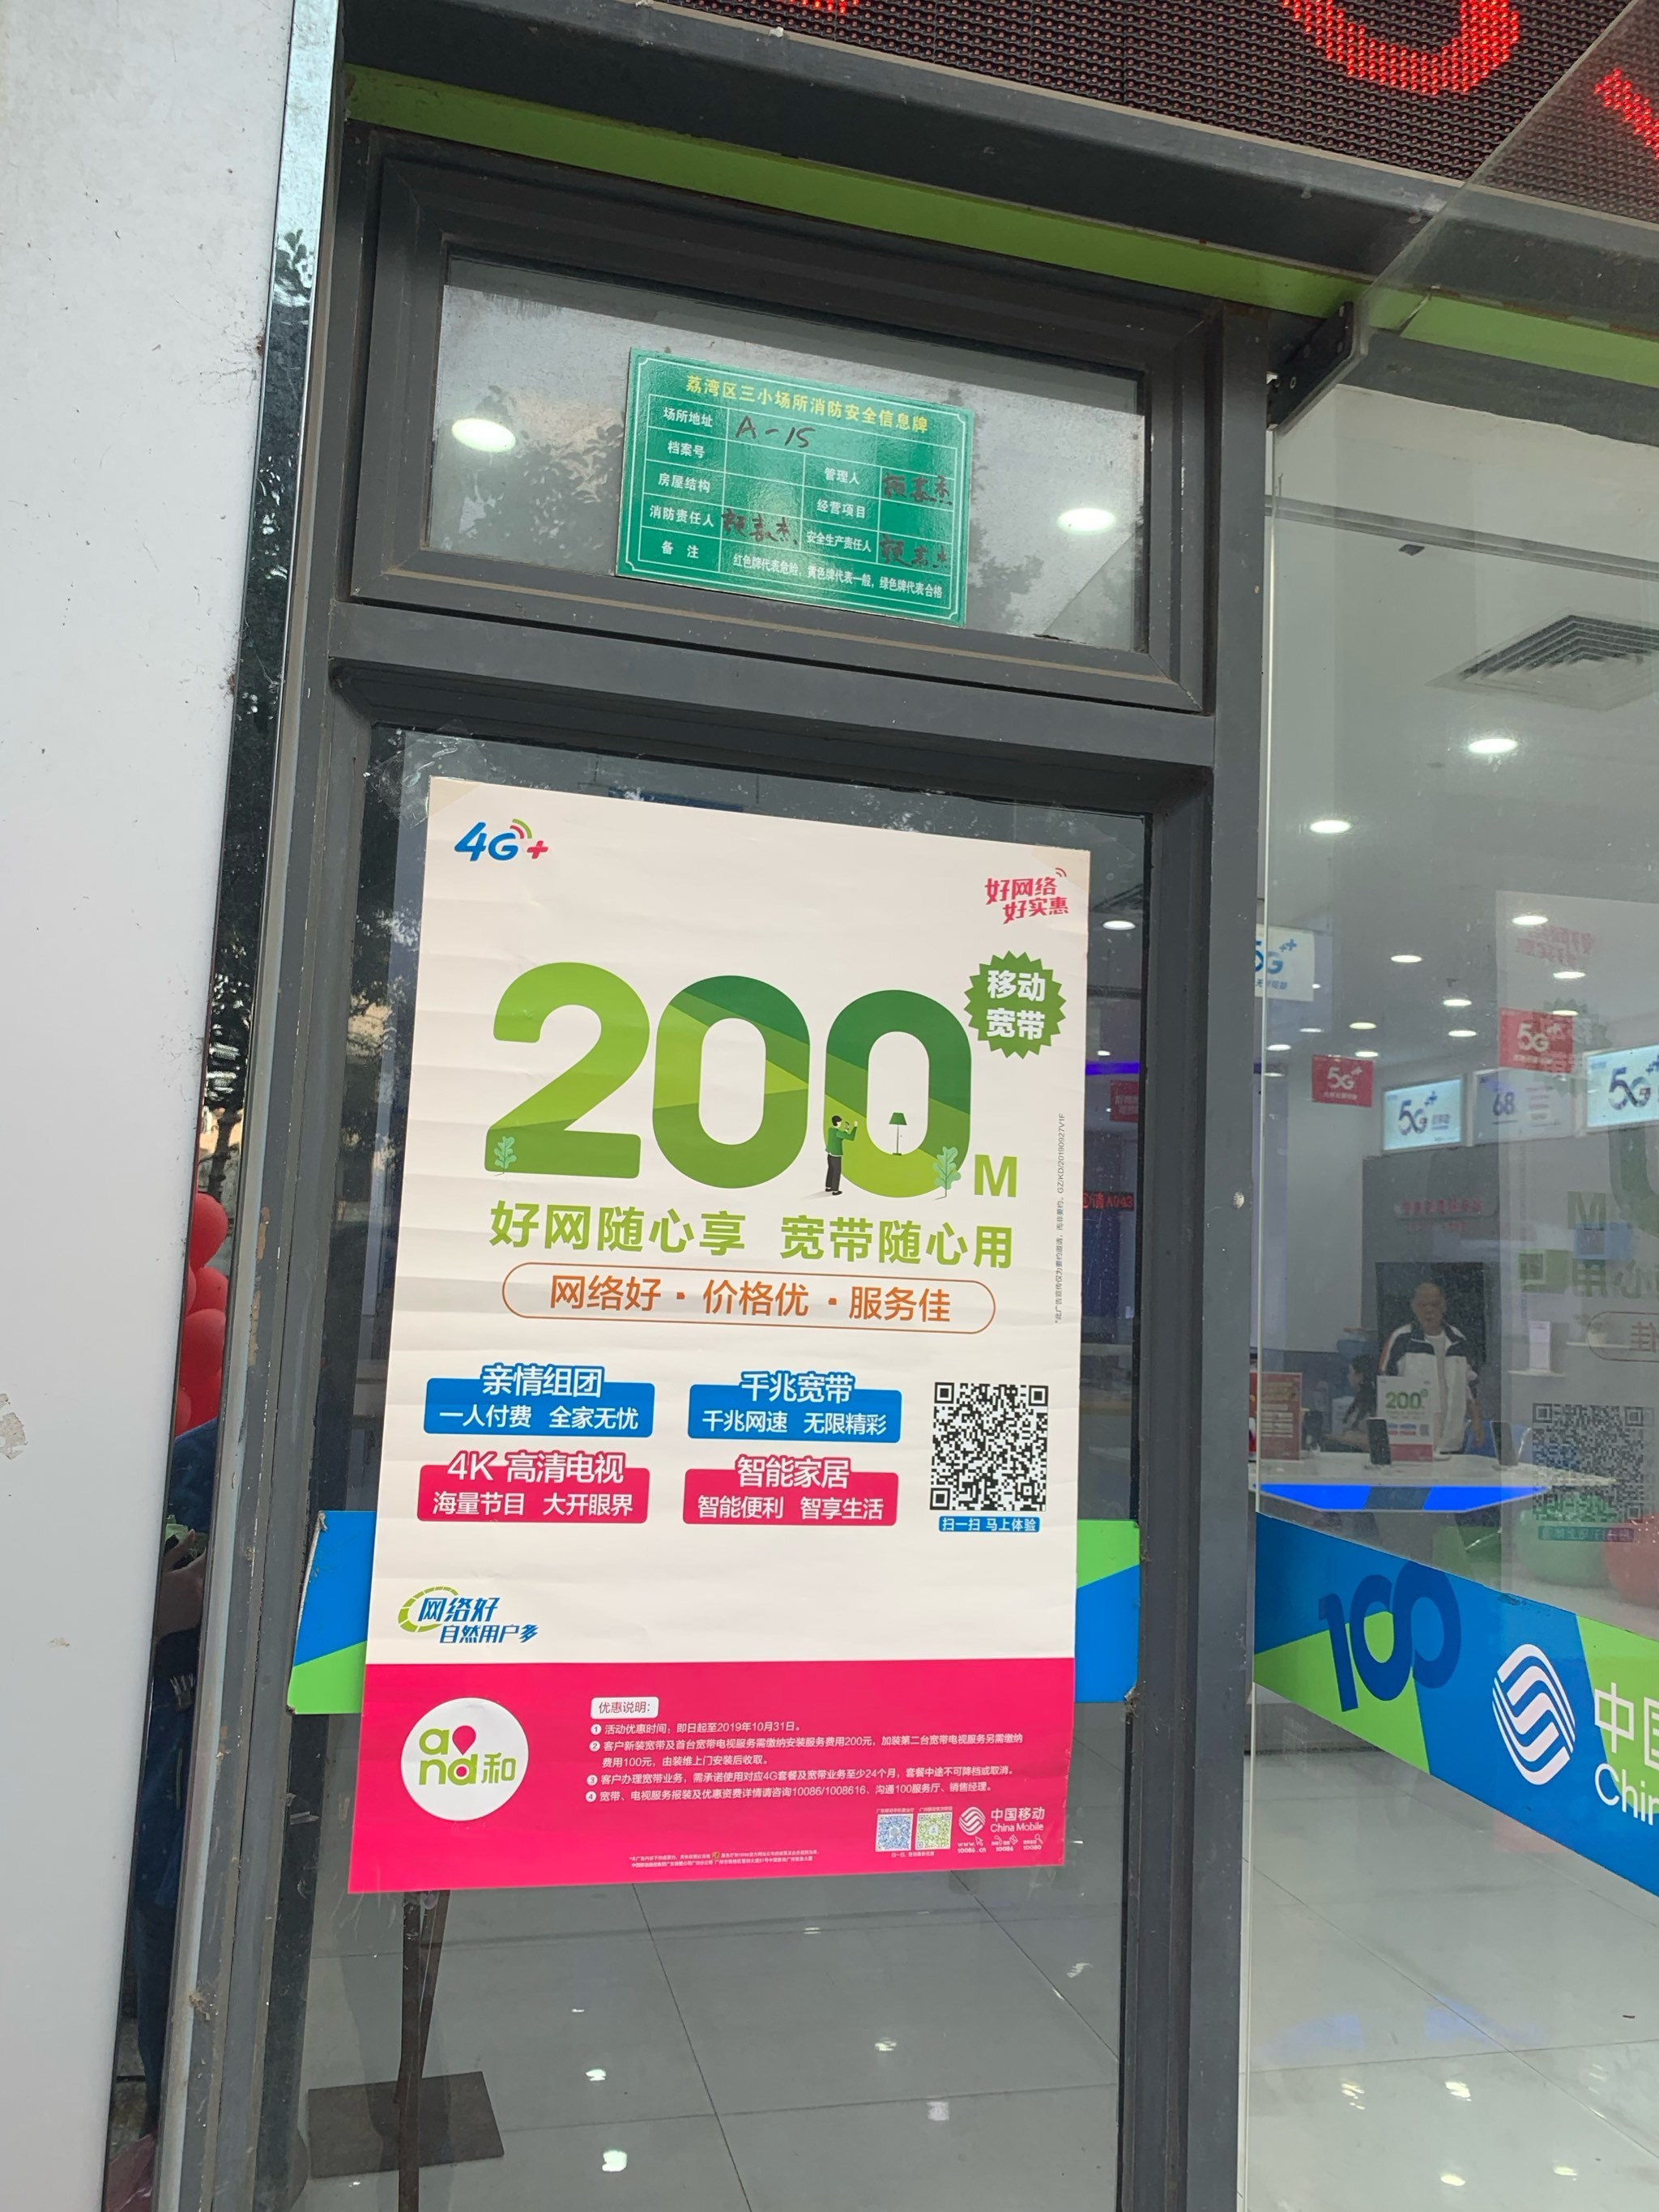 荔湾区三小场所消防安全信息牌
场所地址 A-15
档案号 管理人
房屋结构 经营项目
消防责任人 安全生产责任人
备 注 红色牌代表危险，黄色牌代表一般，绿色牌代表合格
4G+
好网络
好实惠
移动
宽带
200M
好网随心享 宽带随心用
网络好·价格优·服务佳
亲情组团
一人付费 全家无忧
千兆宽带
千兆网速 无限精彩
4K 高清电视
海量节目 大开眼界
智能家居
智能便利 智享生活
扫一扫 马上体验
网络好
自然用户多
and和
优惠说明：
1 活动优惠时间：即日起至2019年10月31日。
2 客户新装宽带及首台宽带电视服务需缴纳安装服务费用200元，加装第二台宽带电视服务另需缴纳
费用100元，由装维上门安装后收取。
3 客户办理宽带业务，需承诺使用对应4G套餐及宽带业务至少24个月，套餐中途不可降档或取消。
4 宽带、电视服务报装及优惠资费详情请咨询10086/1008616、沟通100服务厅、销售经理。
中国移动
China Mobile
5G++
5G++
5G++
68
5G
200
100
中